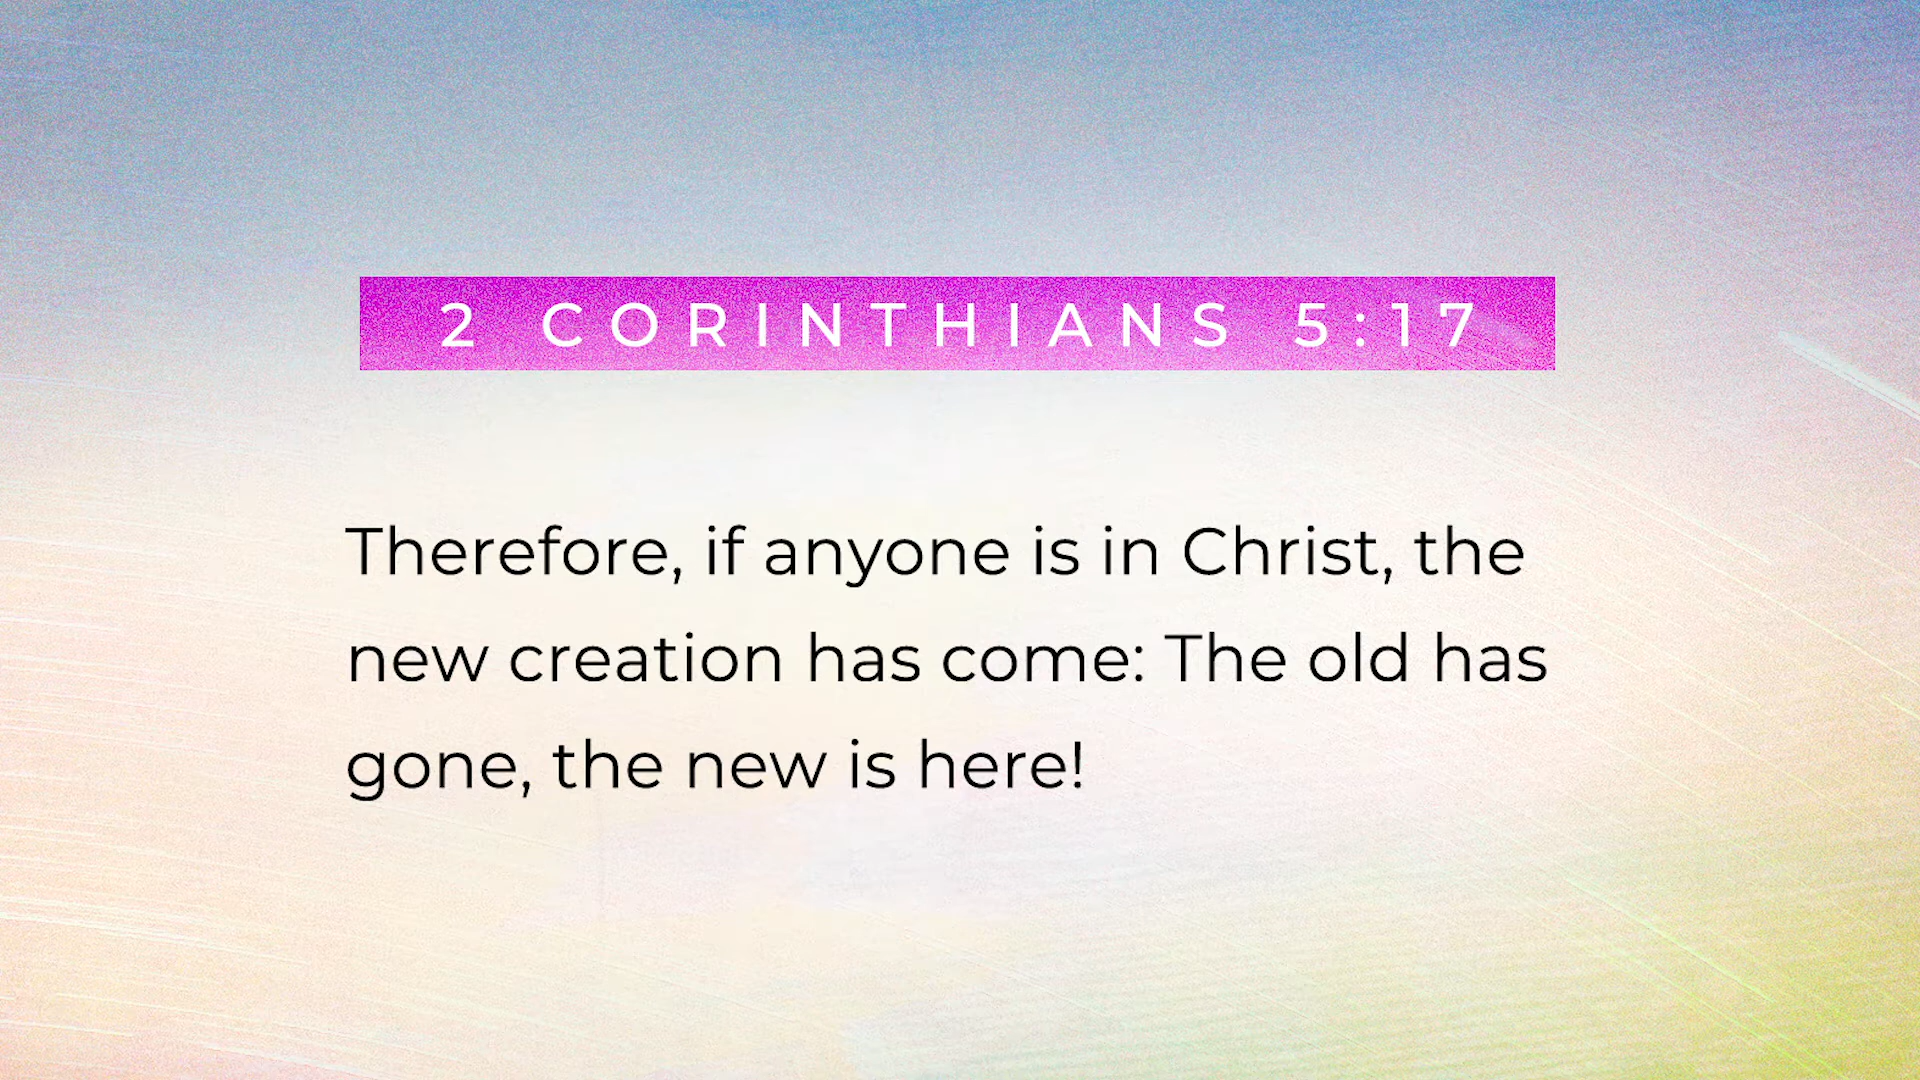 2 CORINTHIANS 5:17
Therefore, if anyone is in Christ, the
new creation has come: The old has
gone, the new is here!